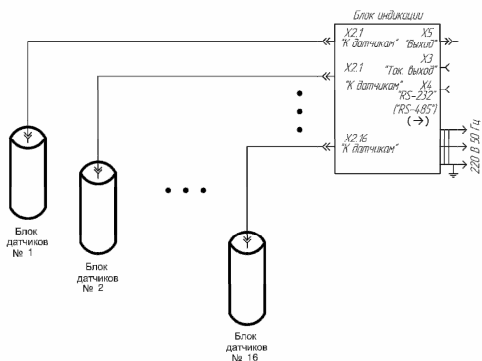 Блок индикации
X2.1 X5
"К датчикам" "Выход"
X3
X2.1 "Ток. выход"
"К датчикам" X4
"RS-232"
("RS-485")
(→)
X2.16
"К датчикам"
220 В 50 Гц
Блок
датчиков
№ 1
Блок
датчиков
№ 2
Блок
датчиков
№ 16